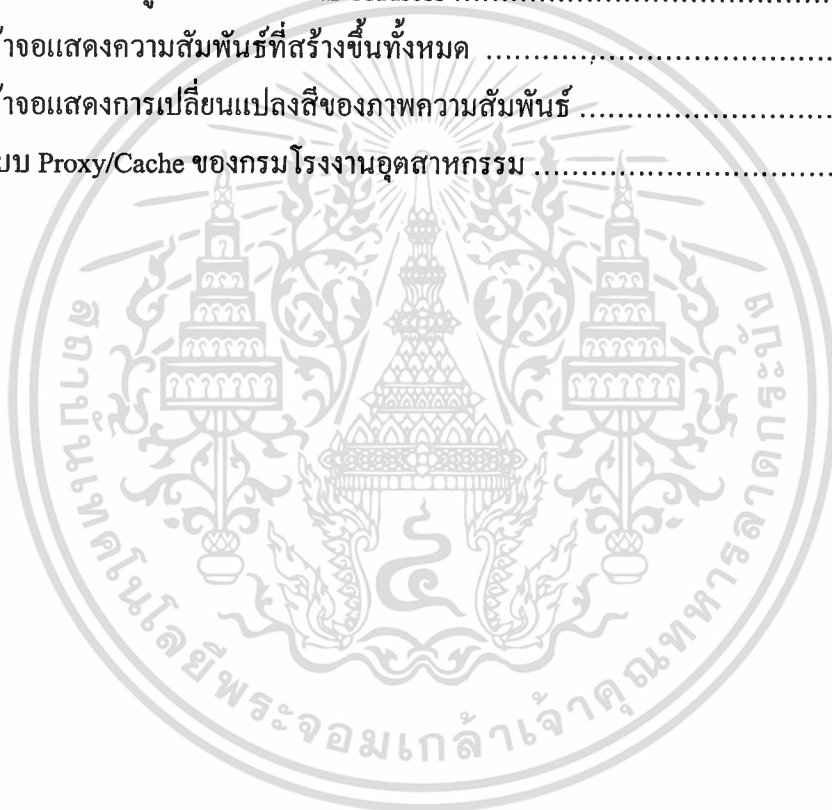 ้าจอแสดงความสัมพันธ์ที่สร้างขึ้นทั้งหมด ........................................
้าจอแสดงการเปลี่ยนแปลงสีของภาพความสัมพันธ์ ............................
บบ Proxy/Cache ของกรมโรงงานอุตสาหกรรม ..................................
สถาบันเทคโนโลยีพระจอมเกล้าเจ้าคุณทหารลาดกระบัง